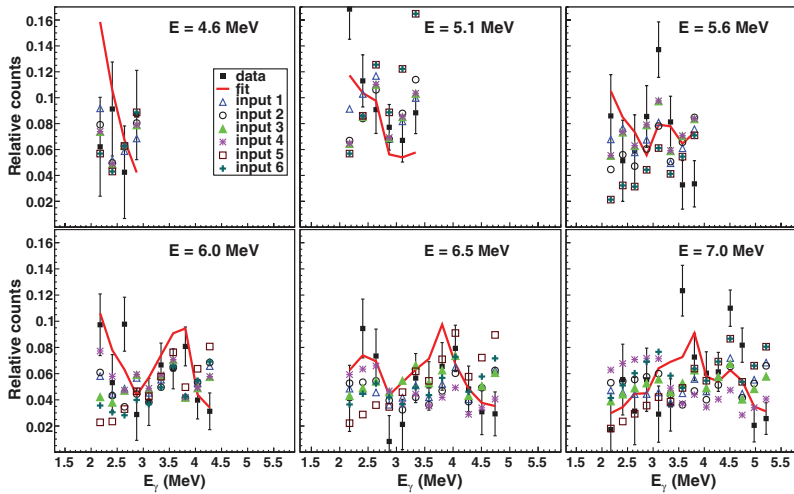 E = 4.6 MeV
E = 5.1 MeV
E = 5.6 MeV
Relative counts
0.16
0.14
0.12
0.1
0.08
0.06
0.04
0.02
data
fit
input 1
input 2
input 3
input 4
input 5
input 6
E = 6.0 MeV
E = 6.5 MeV
E = 7.0 MeV
Relative counts
0.16
0.14
0.12
0.1
0.08
0.06
0.04
0.02
1.5 2 2.5 3 3.5 4 4.5 5 5.5
1.5 2 2.5 3 3.5 4 4.5 5 5.5
1.5 2 2.5 3 3.5 4 4.5 5 5.5
Eγ (MeV)
Eγ (MeV)
Eγ (MeV)